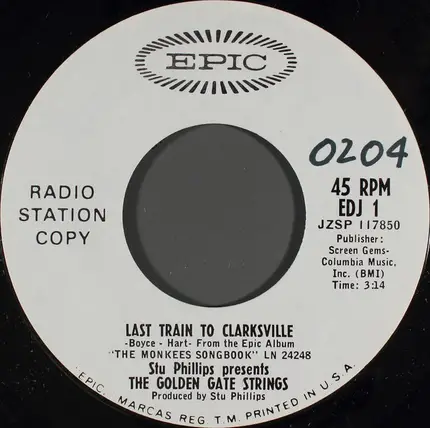 EPIC
0204
RADIO
STATION
COPY
45 RPM
EDJ 1
JZSP 117850
Publisher:
Screen Gems-
Columbia Music,
Inc. (BMI)
Time: 3:14
LAST TRAIN TO CLARKSVILLE
-Boyce - Hart- From the Epic Album
"THE MONKEES SONGBOOK" LN 24248
Stu Phillips presents
THE GOLDEN GATE STRINGS
Produced by Stu Phillips
EPIC. MARCAS REG. T.M. PRINTED IN U.S.A.